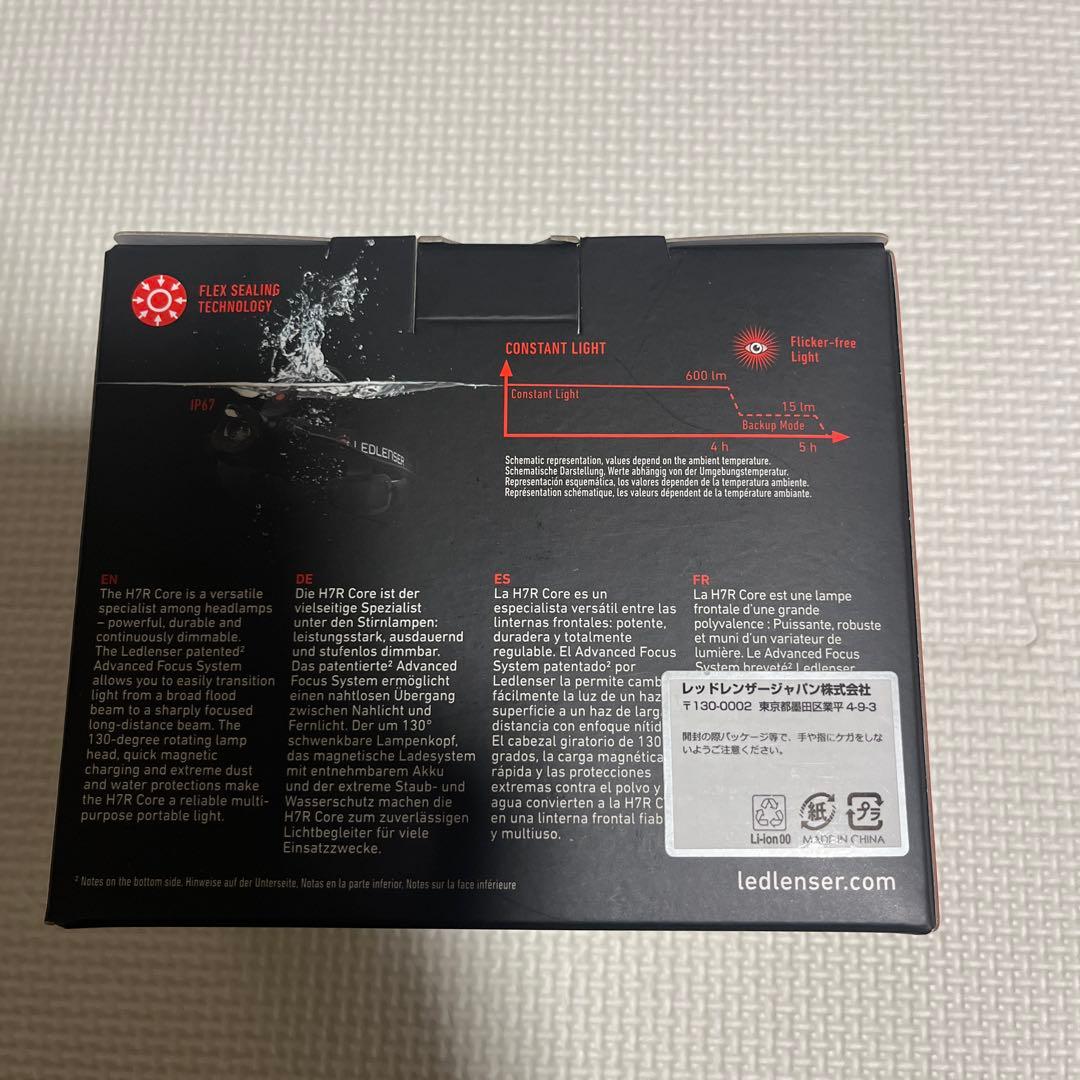 FLEX SEALING
TECHNOLOGY
IP67
LEDLENSER
CONSTANT LIGHT
Flicker-free
Light
600 lm
Constant Light
15 lm
Backup Mode
4 h
5 h
Schematic representation, values depend on the ambient temperature.
Schematische Darstellung, Werte abhängig von der Umgebungstemperatur.
Representación esquemática, los valores dependen de la temperatura ambiente.
Représentation schématique, les valeurs dépendent de la température ambiante.
EN
The H7R Core is a versatile
specialist among headlamps
– powerful, durable and
continuously dimmable.
The Ledlenser patented²
Advanced Focus System
allows you to easily transition
light from a broad flood
beam to a sharply focused
long-distance beam. The
130-degree rotating lamp
head, quick magnetic
charging and extreme dust
and water protections make
the H7R Core a reliable multi-
purpose portable light.
DE
Die H7R Core ist der
vielseitige Spezialist
unter den Stirnlampen:
leistungsstark, ausdauernd
und stufenlos dimmbar.
Das patentierte² Advanced
Focus System ermöglicht
einen nahtlosen Übergang
zwischen Nahlicht und
Fernlicht. Der um 130°
schwenkbare Lampenkopf,
das magnetische Ladesystem
mit entnehmbarem Akku
und der extreme Staub- und
Wasserschutz machen die
H7R Core zum zuverlässigen
Lichtbegleiter für viele
Einsatzzwecke.
ES
La H7R Core es un
especialista versátil entre las
linternas frontales: potente,
duradera y totalmente
regulable. El Advanced Focus
System patentado² por
Ledlenser la permite camb
fácilmente la luz de un haz
superficie a un haz de larg
distancia con enfoque nítid
El cabezal giratorio de 130
grados, la carga magnética
rápida y las protecciones
extremas contra el polvo y
agua convierten a la H7R C
en una linterna frontal fiab
y multiuso.
FR
La H7R Core est une lampe
frontale d'une grande
polyvalence : Puissante, robuste
et muni d'un variateur de
lumière. Le Advanced Focus
System breveté² Ledlenser
レッドレンザージャパン株式会社
〒130-0002 東京都墨田区業平 4-9-3
開封の際パッケージ等で、手や指にケガをしな
いようご注意ください。
紙
プラ
Li-ion 00
MADE IN CHINA
² Notes on the bottom side. Hinweise auf der Unterseite. Notas en la parte inferior. Notes sur la face inférieure
ledlenser.com